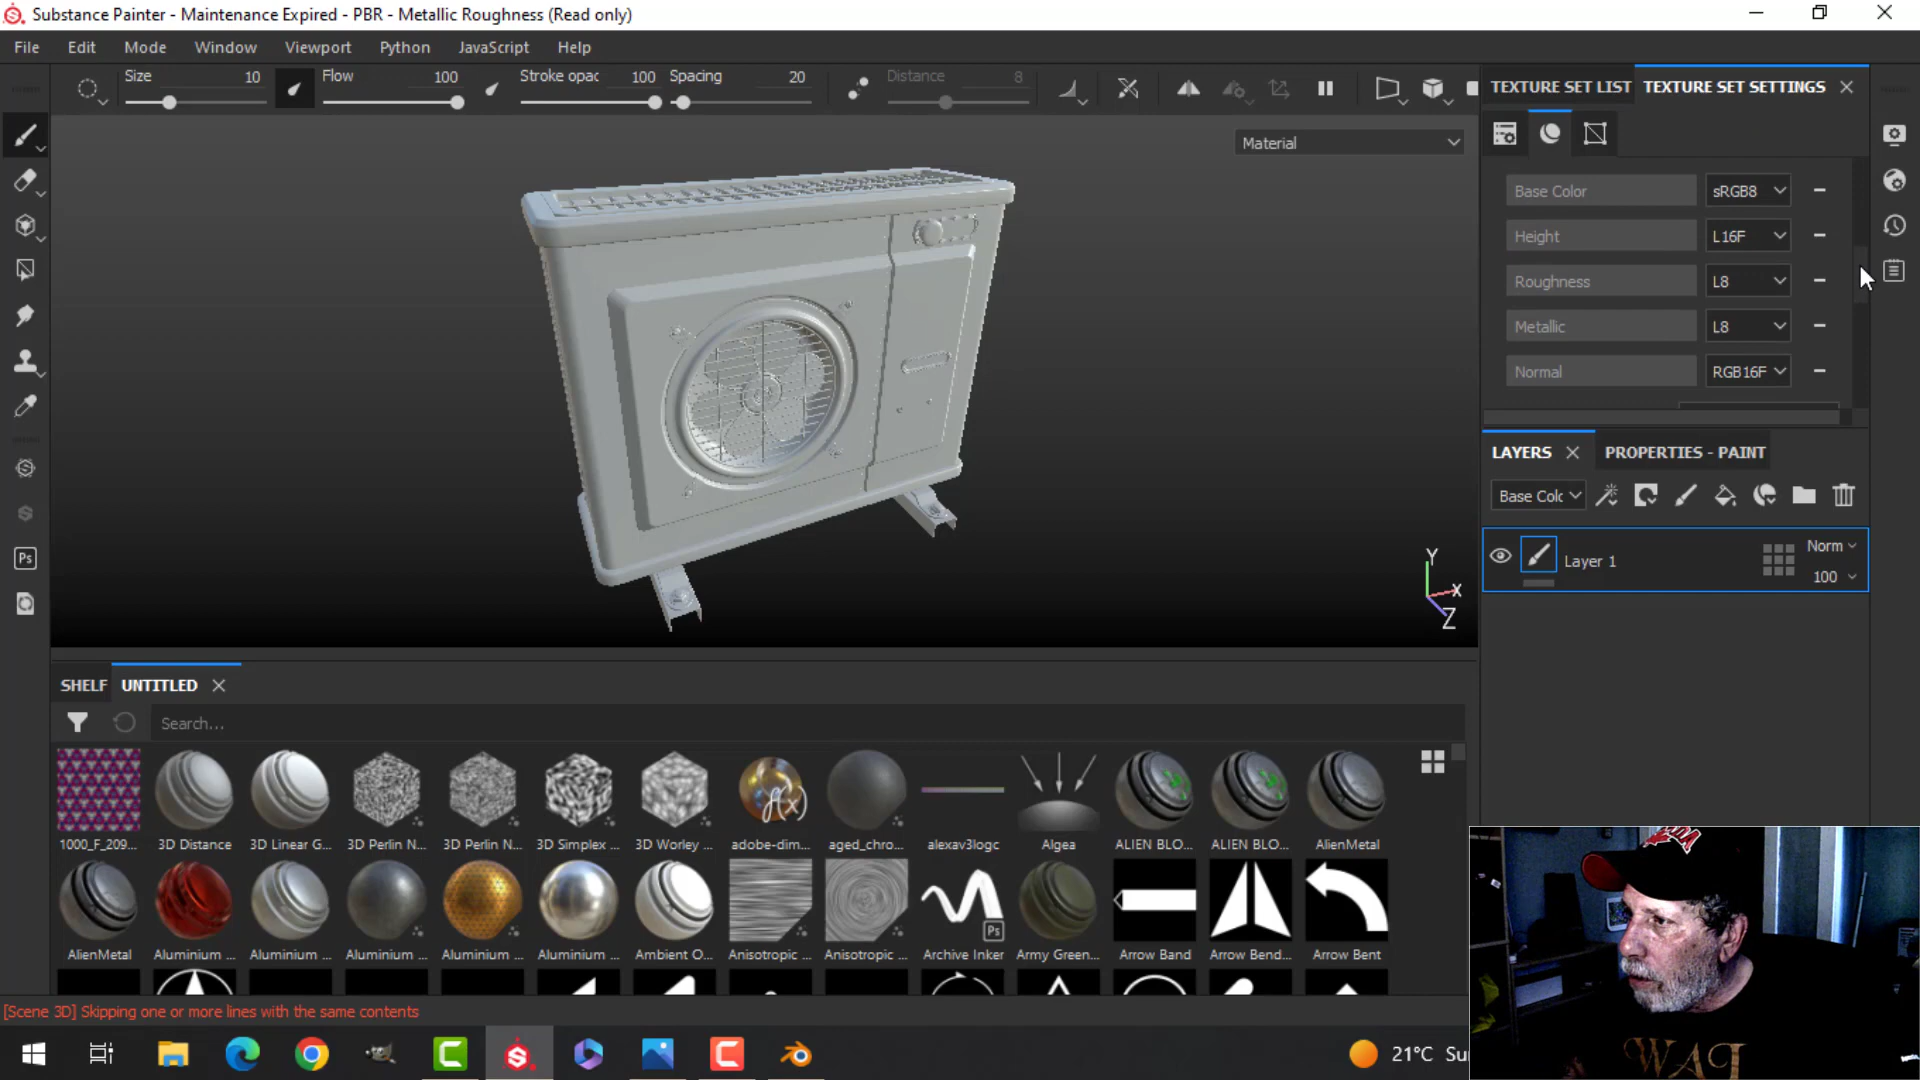 Substance Painter - Maintenance Expired - PBR - Metallic Roughness (Read only)
File Edit Mode Window Viewport Python JavaScript Help
Size 10 Flow 100 Stroke opac 100 Spacing 20 Distance 8
TEXTURE SET LIST TEXTURE SET SETTINGS
Material
Base Color sRGB8
Height L16F
Roughness L8
Metallic L8
Normal RGB16F
LAYERS PROPERTIES - PAINT
Base Colc
Layer 1 Norm
100
Y
X
Z
Ps
SHELF UNTITLED
Search...
1000_F_209... 3D Distance 3D Linear G... 3D Perlin N... 3D Perlin N... 3D Simplex ... 3D Worley ... adobe-dim... aged_chro... alexav3logc Algea ALIEN BLO... ALIEN BLO... AlienMetal
AlienMetal Aluminium ... Aluminium ... Aluminium ... Aluminium ... Aluminium ... Ambient O... Anisotropic ... Anisotropic ... Archive Inker Army Green... Arrow Band Arrow Bend... Arrow Bent
[Scene 3D] Skipping one or more lines with the same contents
21°C Su